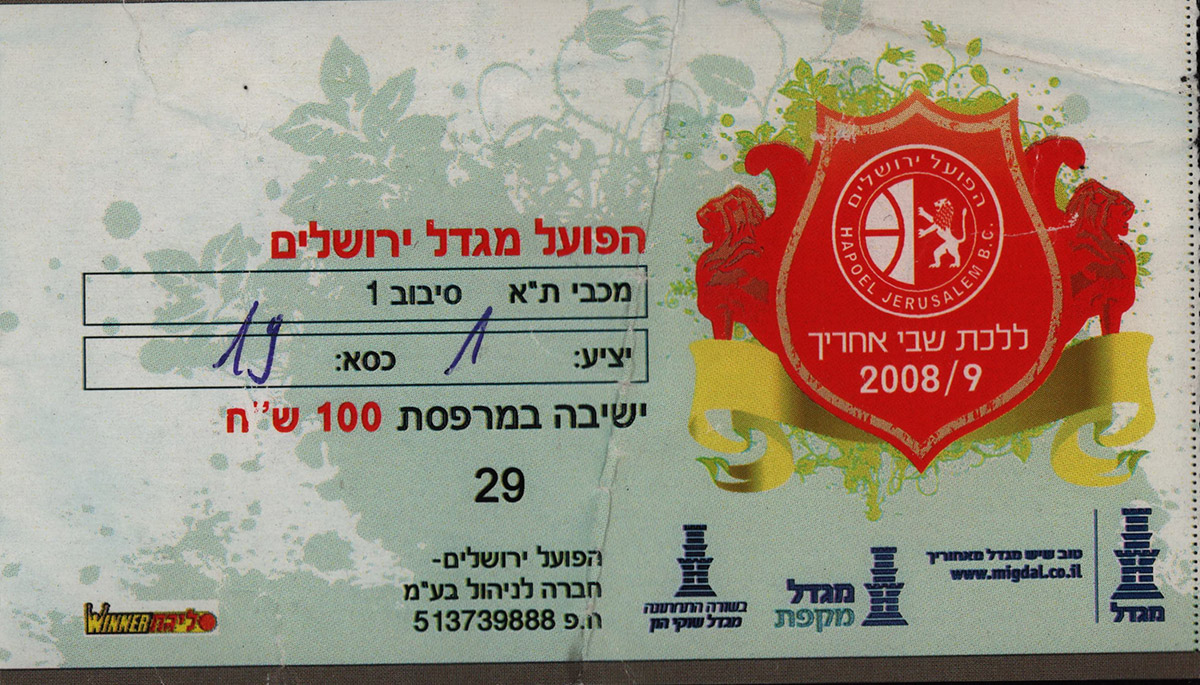 הפועל מגדל ירושלים
מכבי ת"א סיבוב 1
יציע: 1 כסא: 19
ישיבה במרפסת 100 ש"ח
29
הפועל ירושלים-
חברה לניהול בע"מ
ח.פ 513739888
ליגת WINNER
הפועל ירושלים
HAPOEL JERUSALEM B.C.
ללכת שבי אחריך
2008/9
בשורה התחתונה
מגדל שוקי הון
מגדל
מקפת
טוב שיש מגדל מאחוריך
www.migdal.co.il
מגדל